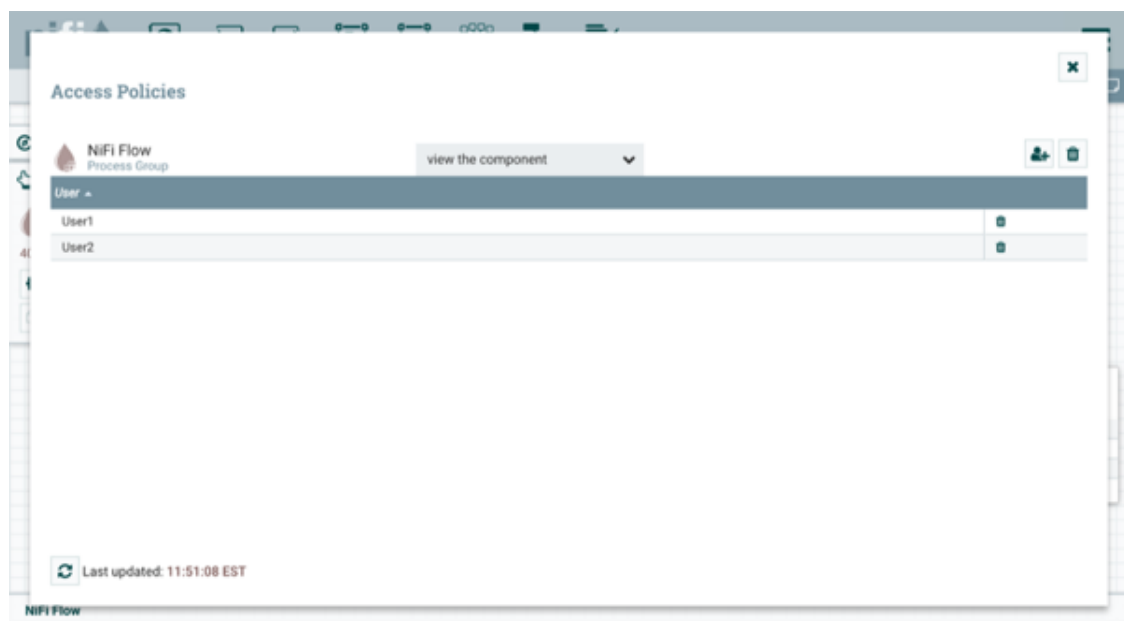 Access Policies
NiFi Flow
Process Group
view the component
User
User1
User2
Last updated: 11:51:08 EST
NiFi Flow